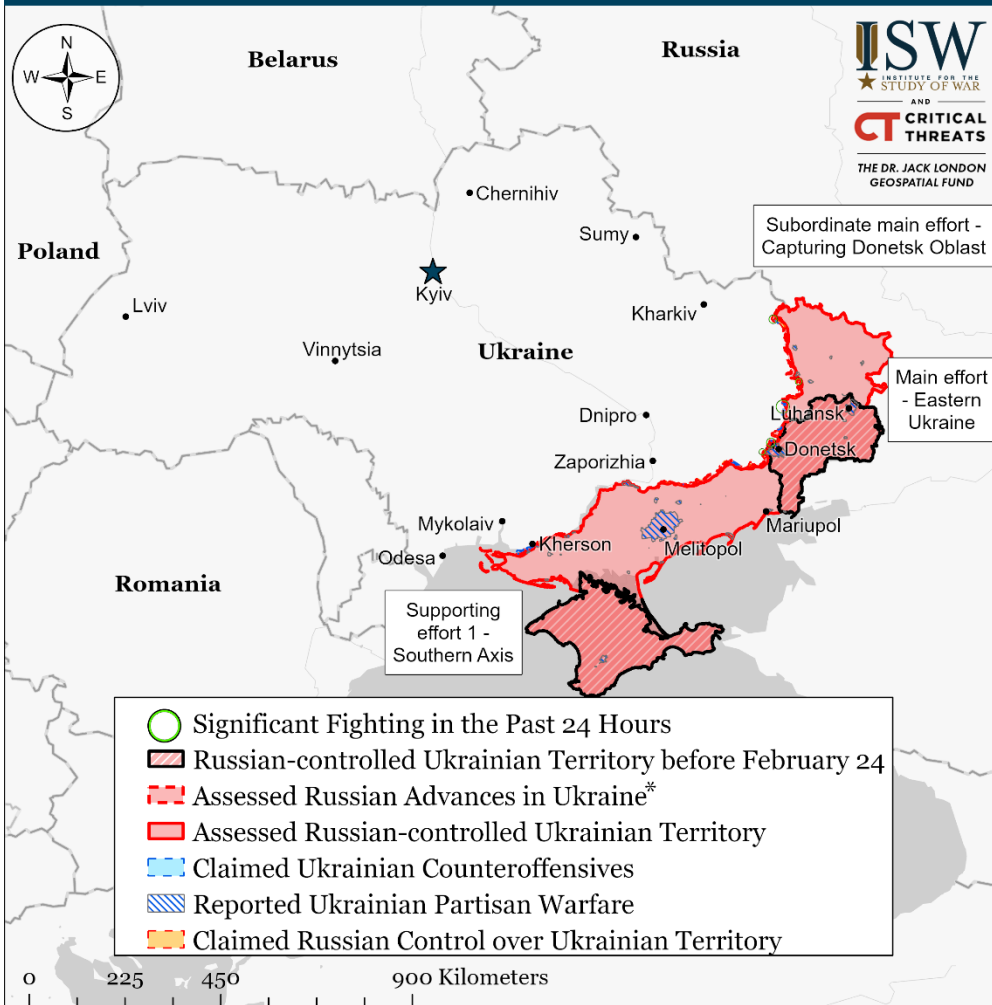 N
W
E
S
Belarus
Russia
ISW
INSTITUTE FOR THE
STUDY OF WAR
AND
CT CRITICAL
THREATS
THE DR. JACK LONDON
GEOSPATIAL FUND
Chernihiv
Subordinate main effort -
Capturing Donetsk Oblast
Sumy
Poland
Kyiv
Lviv
Kharkiv
Vinnytsia
Ukraine
Main effort
- Eastern
Ukraine
Dnipro
Luhansk
Donetsk
Zaporizhia
Mykolaiv
Mariupol
Kherson
Melitopol
Odesa
Romania
Supporting
effort 1 -
Southern Axis
Significant Fighting in the Past 24 Hours
Russian-controlled Ukrainian Territory before February 24
Assessed Russian Advances in Ukraine*
Assessed Russian-controlled Ukrainian Territory
Claimed Ukrainian Counteroffensives
Reported Ukrainian Partisan Warfare
Claimed Russian Control over Ukrainian Territory
0 225 450 900 Kilometers